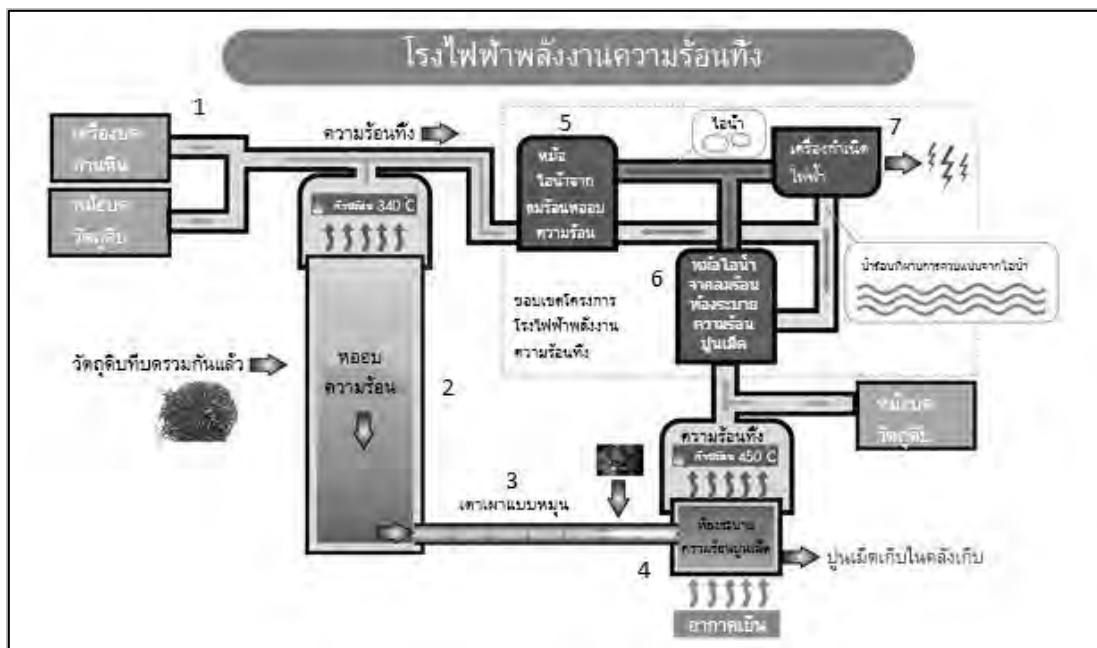 โรงไฟฟ้าพลังงานความร้อนทิ้ง
1
เครื่องบด
ถ่านหิน
หม้อบด
วัตถุดิบ
ความร้อนทิ้ง
ก๊าซร้อน 340 C
5
หม้อ
ไอน้ำจาก
ลมร้อนหออบ
ความร้อน
ไอน้ำ
7
เครื่องกำเนิด
ไฟฟ้า
6
หม้อไอน้ำ
จากลมร้อน
ห้องระบาย
ความร้อน
ปูนเม็ด
น้ำร้อนที่ผ่านการควบแน่นจากไอน้ำ
ขอบเขตโครงการ
โรงไฟฟ้าพลังงาน
ความร้อนทิ้ง
วัตถุดิบที่บดรวมกันแล้ว
หออบ
ความร้อน
2
หม้อบด
วัตถุดิบ
ความร้อนทิ้ง
ก๊าซร้อน 450 C
3
เตาเผาแบบหมุน
ห้องระบาย
ความร้อนปูนเม็ด
4
ปูนเม็ดเก็บในคลังเก็บ
อากาศเย็น